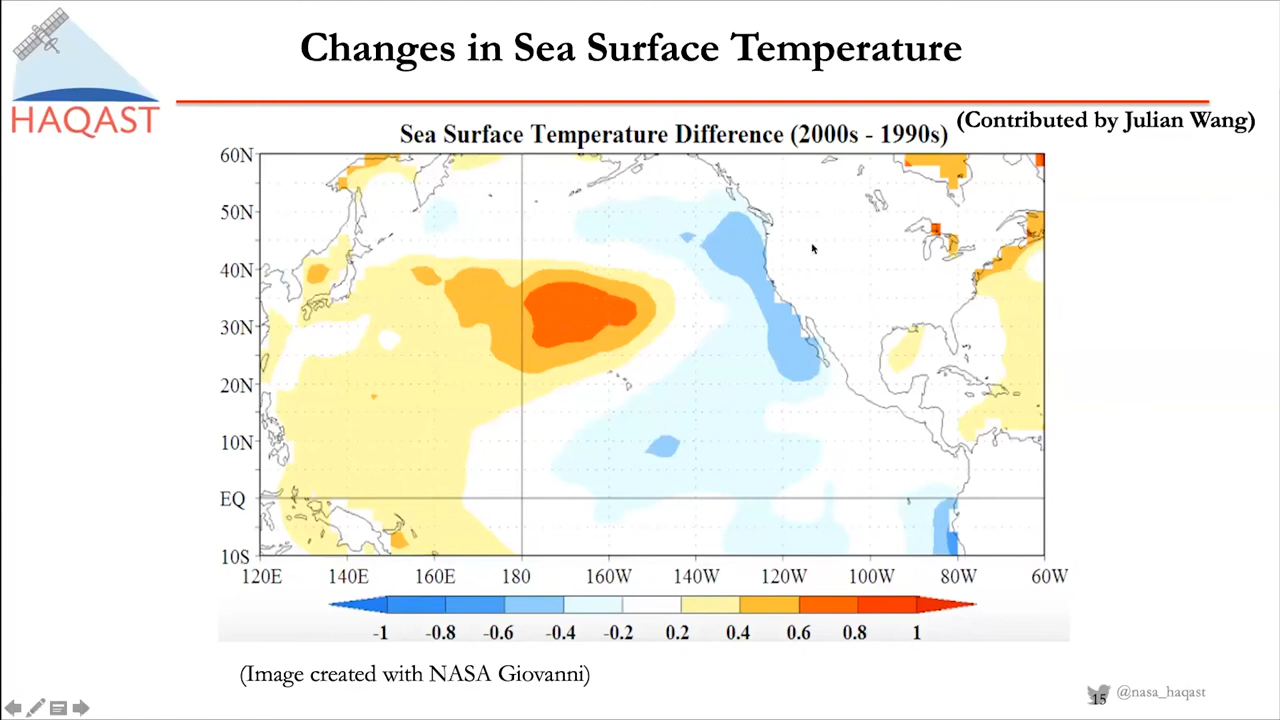 Changes in Sea Surface Temperature
HAQAST
(Contributed by Julian Wang)
Sea Surface Temperature Difference (2000s - 1990s)
60N
50N
40N
30N
20N
10N
EQ
10S
120E 140E 160E 180 160W 140W 120W 100W 80W 60W
-1 -0.8 -0.6 -0.4 -0.2 0.2 0.4 0.6 0.8 1
(Image created with NASA Giovanni)
15 @nasa_haqast